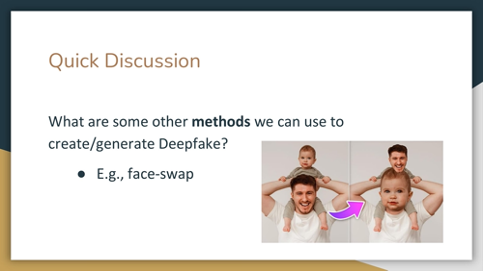 Quick Discussion
What are some other methods we can use to
create/generate Deepfake?
● E.g., face-swap